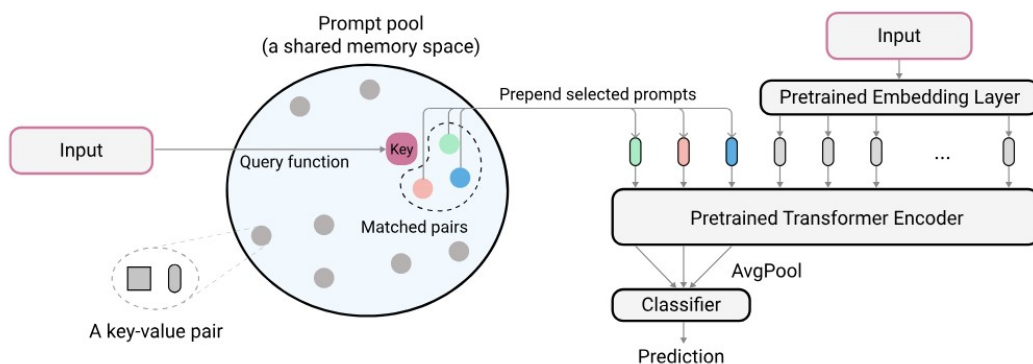 Prompt pool
(a shared memory space)
Input
Query function
Key
Matched pairs
A key-value pair
Prepend selected prompts
Input
Pretrained Embedding Layer
...
Pretrained Transformer Encoder
AvgPool
Classifier
Prediction